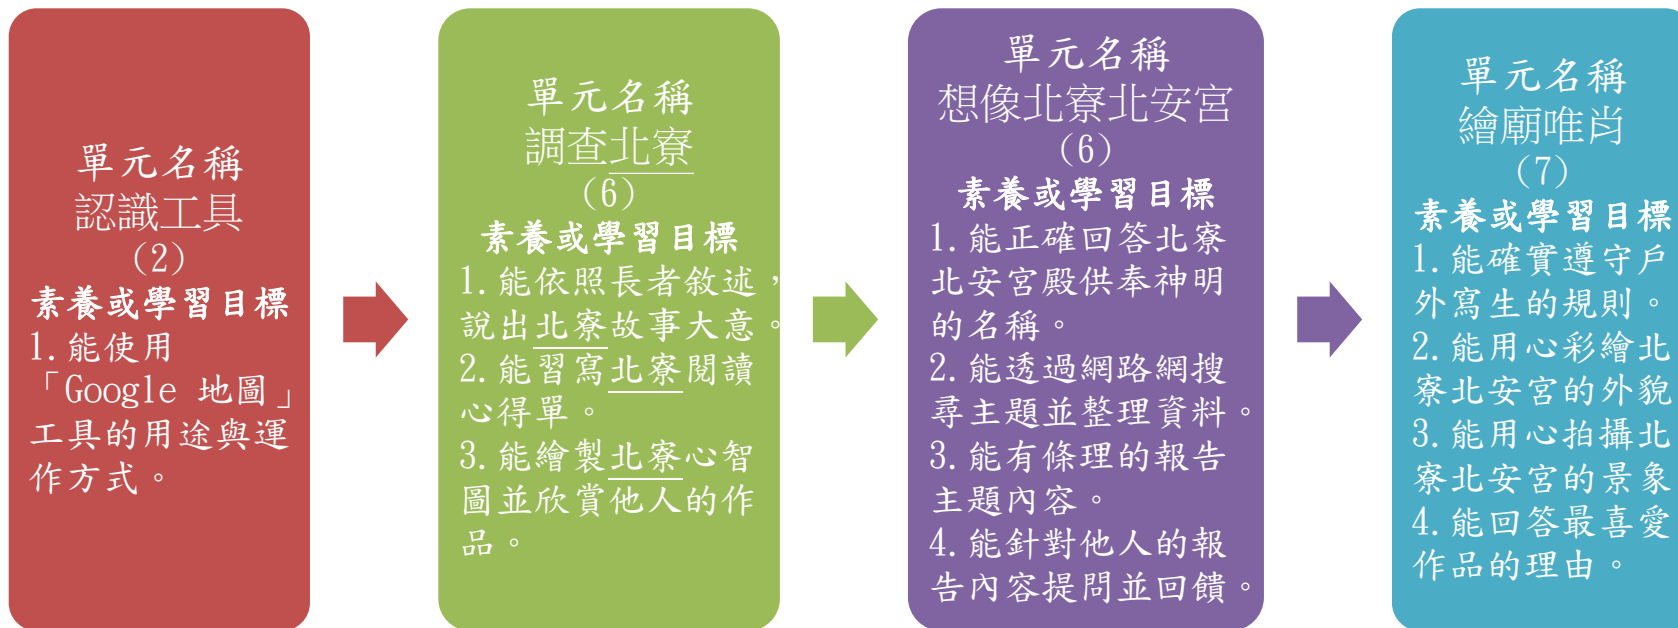 單元名稱
認識工具
(2)
素養或學習目標
1.能使用
「Google 地圖」
工具的用途與運
作方式。
單元名稱
調查北寮
(6)
素養或學習目標
1.能依照長者敘述，
說出北寮故事大意。
2.能習寫北寮閱讀
心得單。
3.能繪製北寮心智
圖並欣賞他人的作
品。
單元名稱
想像北寮北安宮
(6)
素養或學習目標
1.能正確回答北寮
北安宮殿供奉神明
的名稱。
2.能透過網路網搜
尋主題並整理資料。
3.能有條理的報告
主題內容。
4.能針對他人的報
告內容提問並回饋。
單元名稱
繪廟唯肖
(7)
素養或學習目標
1.能確實遵守戶
外寫生的規則。
2.能用心彩繪北
寮北安宮的外貌
3.能用心拍攝北
寮北安宮的景象
4.能回答最喜愛
作品的理由。